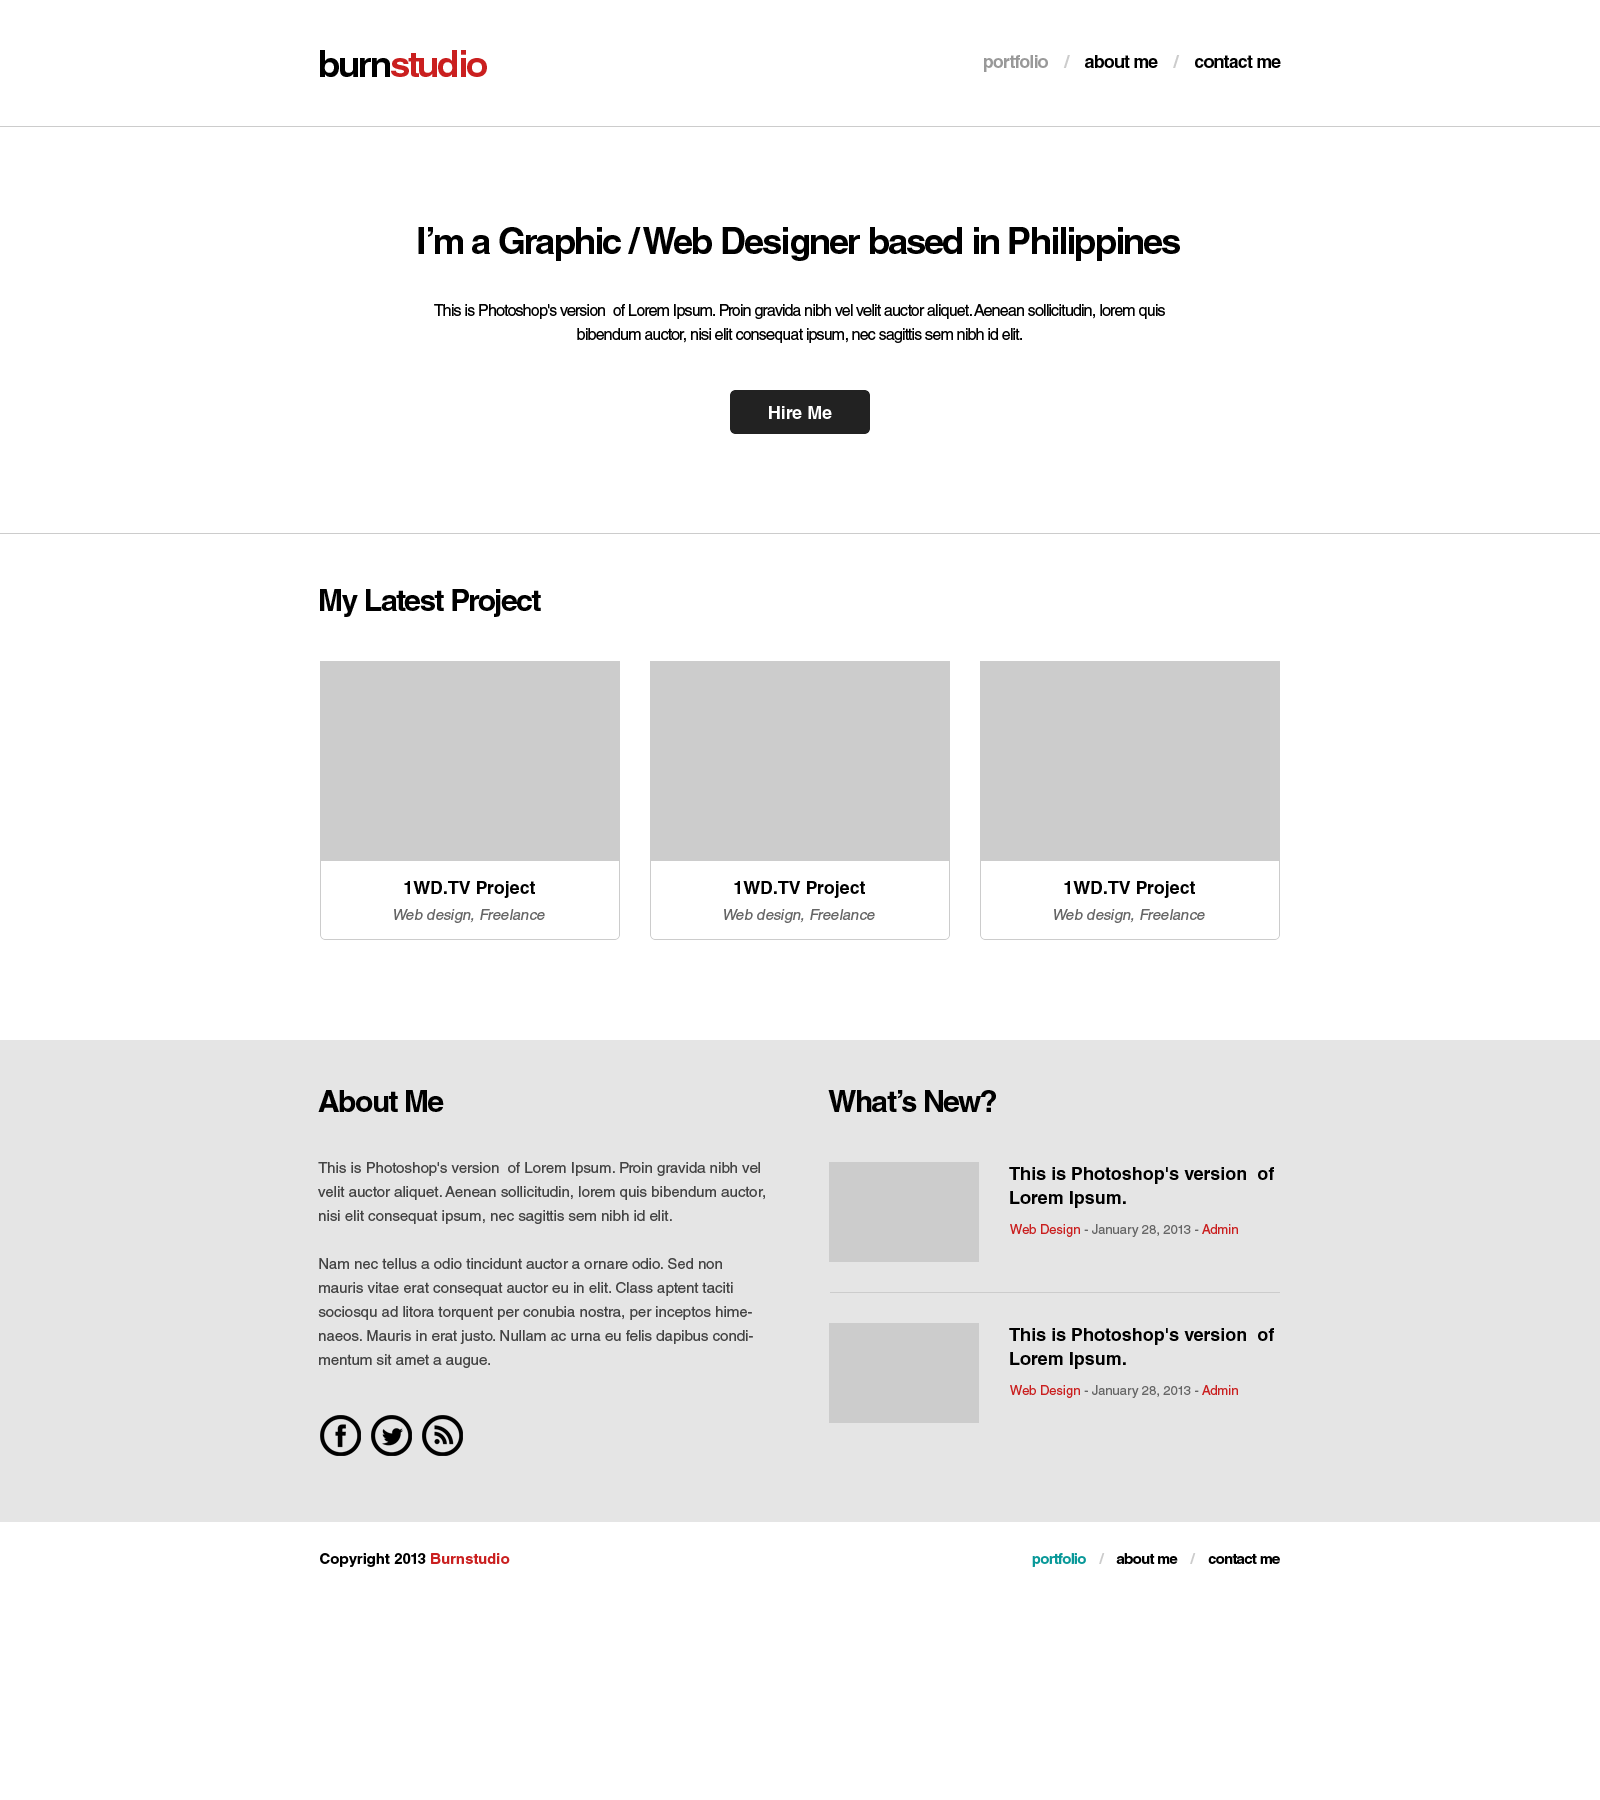 burnstudio
portfolio / about me / contact me
I’m a Graphic / Web Designer based in Philippines
This is Photoshop's version  of Lorem Ipsum. Proin gravida nibh vel velit auctor aliquet. Aenean sollicitudin, lorem quis
bibendum auctor, nisi elit consequat ipsum, nec sagittis sem nibh id elit.
Hire Me
My Latest Project
1WD.TV Project
Web design, Freelance
1WD.TV Project
Web design, Freelance
1WD.TV Project
Web design, Freelance
About Me
This is Photoshop's version  of Lorem Ipsum. Proin gravida nibh vel
velit auctor aliquet. Aenean sollicitudin, lorem quis bibendum auctor,
nisi elit consequat ipsum, nec sagittis sem nibh id elit.
Nam nec tellus a odio tincidunt auctor a ornare odio. Sed non
mauris vitae erat consequat auctor eu in elit. Class aptent taciti
sociosqu ad litora torquent per conubia nostra, per inceptos hime-
naeos. Mauris in erat justo. Nullam ac urna eu felis dapibus condi-
mentum sit amet a augue.
What’s New?
This is Photoshop's version  of
Lorem Ipsum.
Web Design - January 28, 2013 - Admin
This is Photoshop's version  of
Lorem Ipsum.
Web Design - January 28, 2013 - Admin
Copyright 2013 Burnstudio
portfolio / about me / contact me